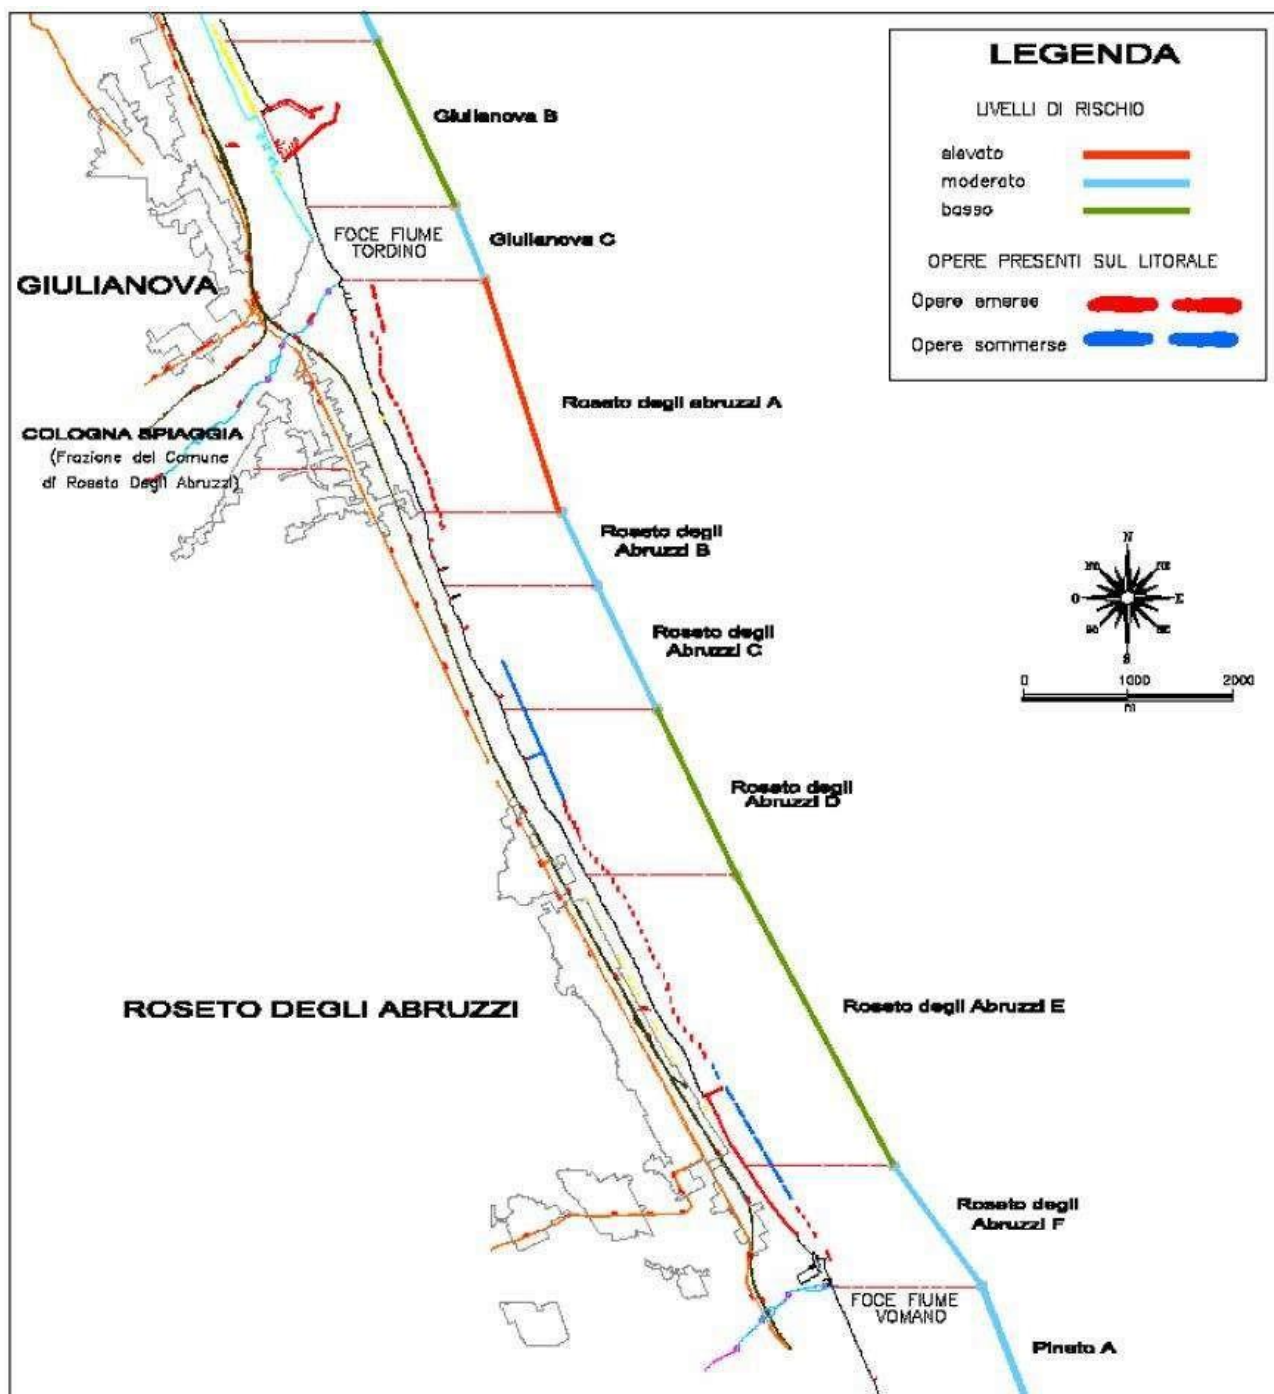 LEGENDA
LIVELLI DI RISCHIO
elevato
moderato
basso
OPERE PRESENTI SUL LITORALE
Opere emerse
Opere sommerse
Giulianova B
FOCE FIUME
TORDINO
Giulianova C
GIULIANOVA
Roseto degli abruzzi A
COLOGNA SPIAGGIA
(Frazione del Comune
di Roseto Degli Abruzzi)
Roseto degli
Abruzzi B
N
NE
O
E
SO
SE
S
Roseto degli
Abruzzi C
0 1000 2000
m
Roseto degli
Abruzzi D
ROSETO DEGLI ABRUZZI
Roseto degli Abruzzi E
Roseto degli
Abruzzi F
FOCE FIUME
VOMANO
Pineto A